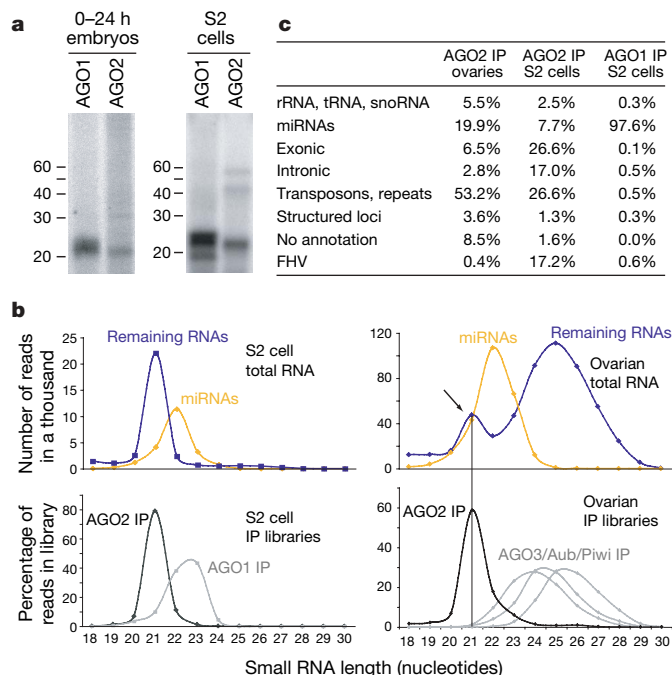 a
0–24 h
embryos
S2
cells
AGO1
AGO2
AGO1
AGO2
60
40
30
20
60
40
30
20
c
AGO2 IP ovaries AGO2 IP S2 cells AGO1 IP S2 cells
rRNA, tRNA, snoRNA 5.5% 2.5% 0.3%
miRNAs 19.9% 7.7% 97.6%
Exonic 6.5% 26.6% 0.1%
Intronic 2.8% 17.0% 0.5%
Transposons, repeats 53.2% 26.6% 0.5%
Structured loci 3.6% 1.3% 0.3%
No annotation 8.5% 1.6% 0.0%
FHV 0.4% 17.2% 0.6%
b
Number of reads
in a thousand
25
20
15
10
5
0
Remaining RNAs
S2 cell
total RNA
miRNAs
120
80
40
0
miRNAs
Remaining RNAs
Ovarian
total RNA
Percentage of
reads in library
80
60
40
20
0
AGO2 IP
S2 cell
IP libraries
AGO1 IP
18 19 20 21 22 23 24 25 26 27 28 29 30
60
40
20
0
AGO2 IP
Ovarian
IP libraries
AGO3/Aub/Piwi IP
18 19 20 21 22 23 24 25 26 27 28 29 30
Small RNA length (nucleotides)